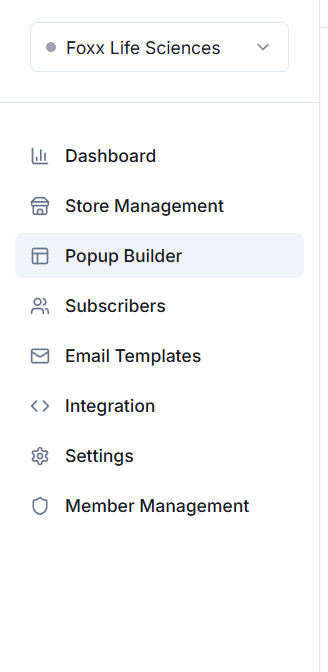 Foxx Life Sciences
Dashboard
Store Management
Popup Builder
Subscribers
Email Templates
Integration
Settings
Member Management